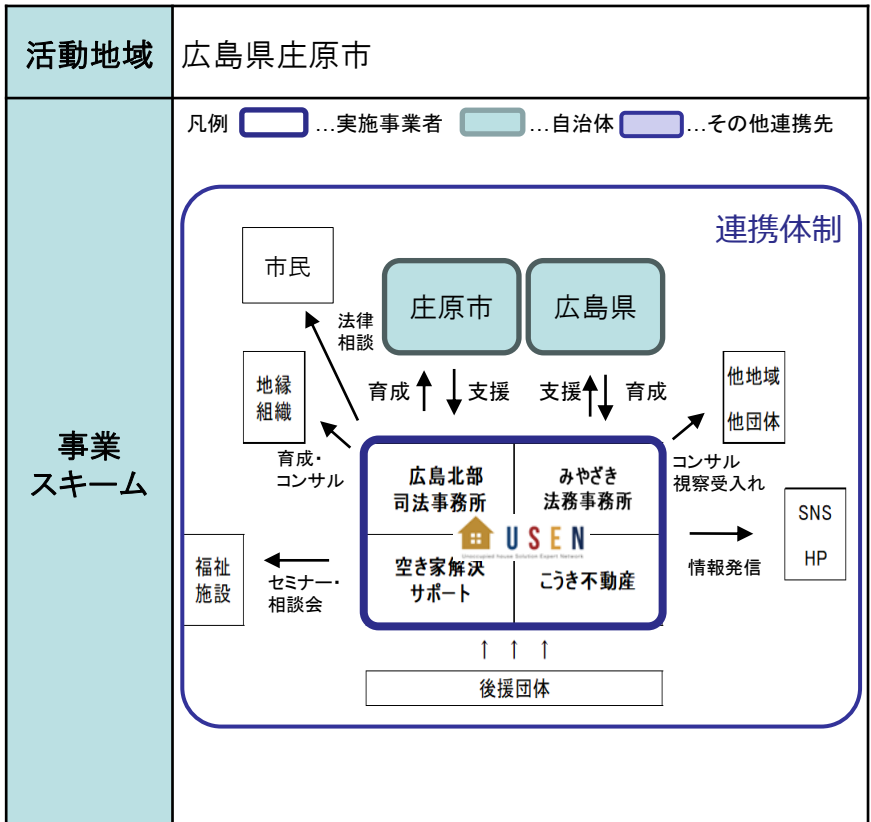 活動地域
広島県庄原市
事業
スキーム
凡例
…実施事業者
…自治体
…その他連携先
連携体制
市民
庄原市
広島県
法律
相談
地縁
組織
育成
支援
支援
育成
他地域
他団体
育成・
コンサル
広島北部
司法事務所
みやざき
法務事務所
コンサル
視察受入れ
USEN
Unoccupied house Solution Expert Network
空き家解決
サポート
こうき不動産
福祉
施設
セミナー・
相談会
情報発信
SNS
HP
後援団体